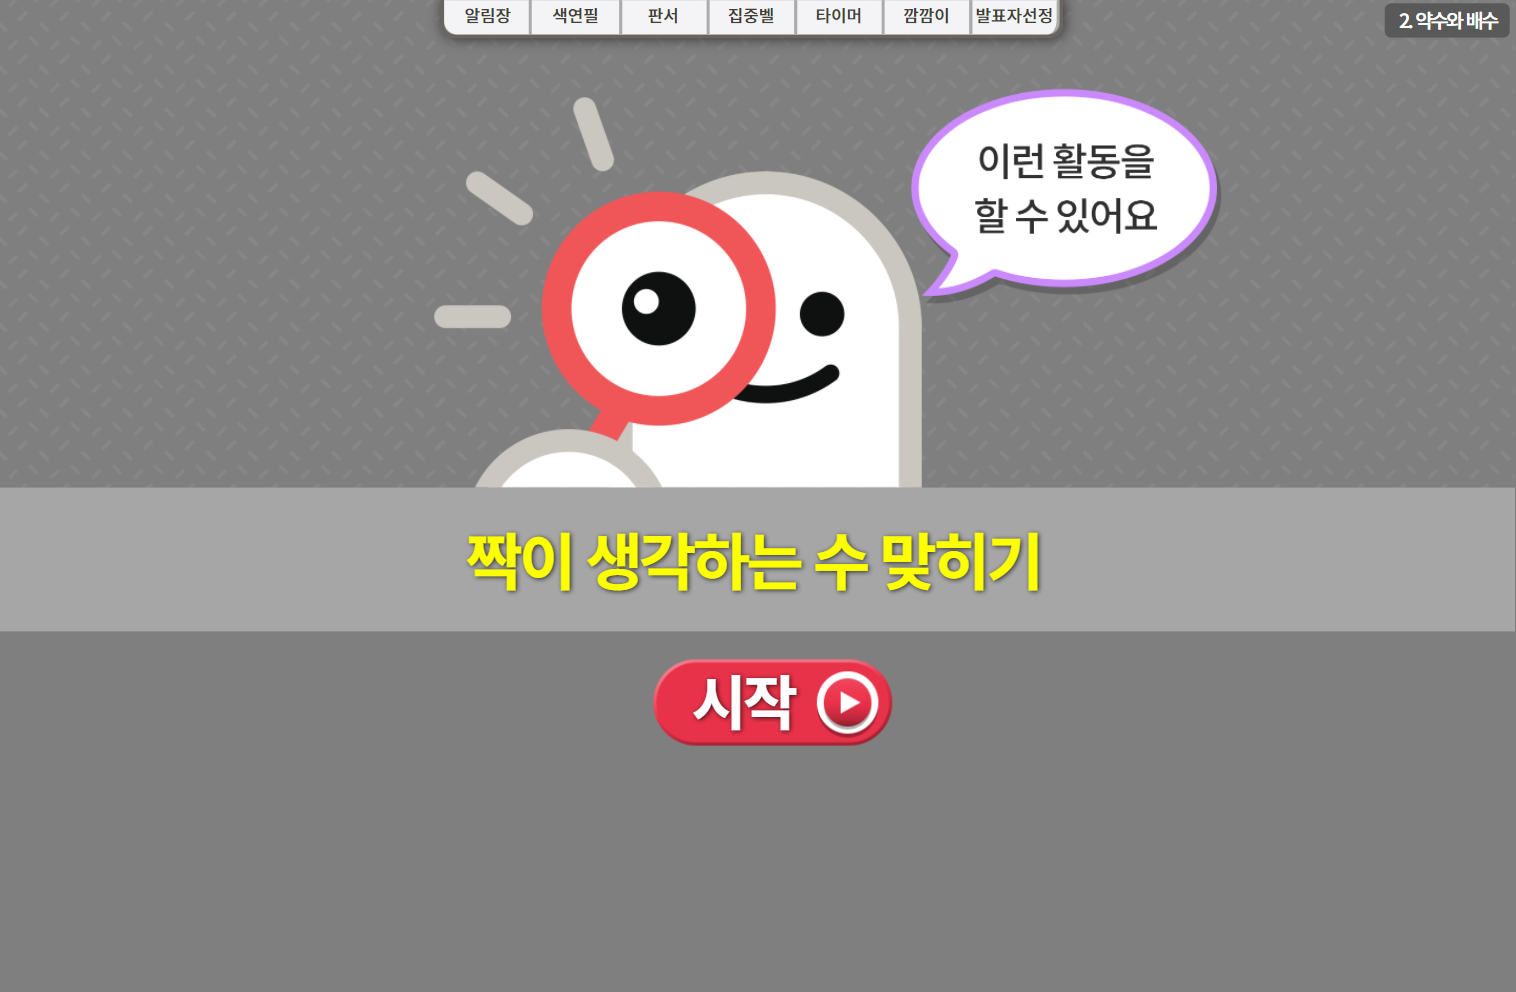 알림장
색연필
판서
집중벨
타이머
깜깜이
발표자선정
2. 약수와 배수
이런 활동을
할 수 있어요
짝이 생각하는 수 맞히기
시작